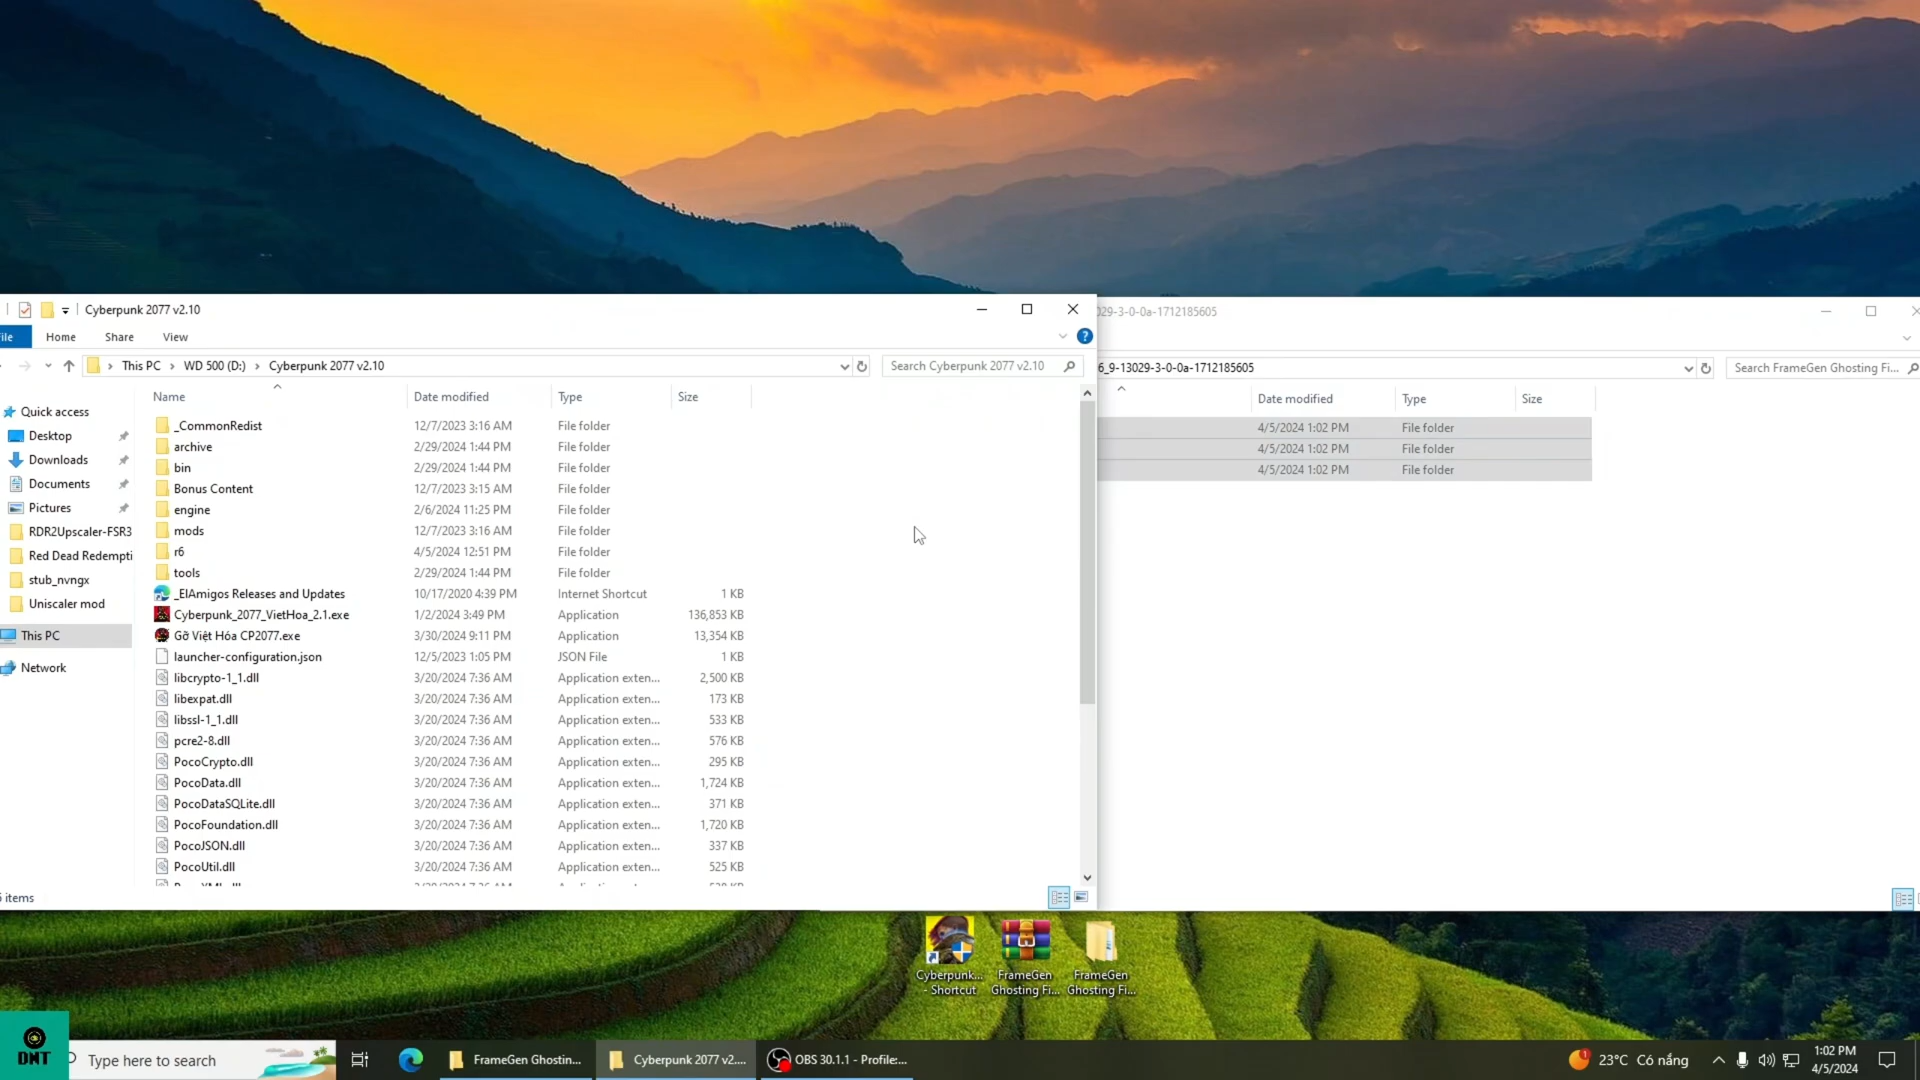 Cyberpunk 2077 v2.10
Home Share View
This PC WD 500 (D:) Cyberpunk 2077 v2.10
Search Cyberpunk 2077 v2.10
Name Date modified Type Size
Quick access
Desktop
Downloads
Documents
Pictures
RDR2Upscaler-FSR3
Red Dead Redempti
stub_nvngx
Uniscaler mod
This PC
Network
_CommonRedist 12/7/2023 3:16 AM File folder
archive 2/29/2024 1:44 PM File folder
bin 2/29/2024 1:44 PM File folder
Bonus Content 12/7/2023 3:15 AM File folder
engine 2/6/2024 11:25 PM File folder
mods 12/7/2023 3:16 AM File folder
r6 4/5/2024 12:51 PM File folder
tools 2/29/2024 1:44 PM File folder
_ElAmigos Releases and Updates 10/17/2020 4:39 PM Internet Shortcut 1 KB
Cyberpunk_2077_VietHoa_2.1.exe 1/2/2024 3:49 PM Application 136,853 KB
Gỡ Việt Hóa CP2077.exe 3/30/2024 9:11 PM Application 13,354 KB
launcher-configuration.json 12/5/2023 1:05 PM JSON File 1 KB
libcrypto-1_1.dll 3/20/2024 7:36 AM Application exten... 2,500 KB
libexpat.dll 3/20/2024 7:36 AM Application exten... 173 KB
libssl-1_1.dll 3/20/2024 7:36 AM Application exten... 533 KB
pcre2-8.dll 3/20/2024 7:36 AM Application exten... 576 KB
PocoCrypto.dll 3/20/2024 7:36 AM Application exten... 295 KB
PocoData.dll 3/20/2024 7:36 AM Application exten... 1,724 KB
PocoDataSQLite.dll 3/20/2024 7:36 AM Application exten... 371 KB
PocoFoundation.dll 3/20/2024 7:36 AM Application exten... 1,720 KB
PocoJSON.dll 3/20/2024 7:36 AM Application exten... 337 KB
PocoUtil.dll 3/20/2024 7:36 AM Application exten... 525 KB
items
029-3-0-0a-1712185605
6_9-13029-3-0-0a-1712185605
Search FrameGen Ghosting Fi...
Date modified Type Size
4/5/2024 1:02 PM File folder
4/5/2024 1:02 PM File folder
4/5/2024 1:02 PM File folder
Cyberpunk...
- Shortcut
FrameGen
Ghosting Fi...
FrameGen
Ghosting Fi...
DNT
Type here to search
FrameGen Ghostin...
Cyberpunk 2077 v2....
OBS 30.1.1 - Profile:...
1
23°C Có nắng
1:02 PM
4/5/2024